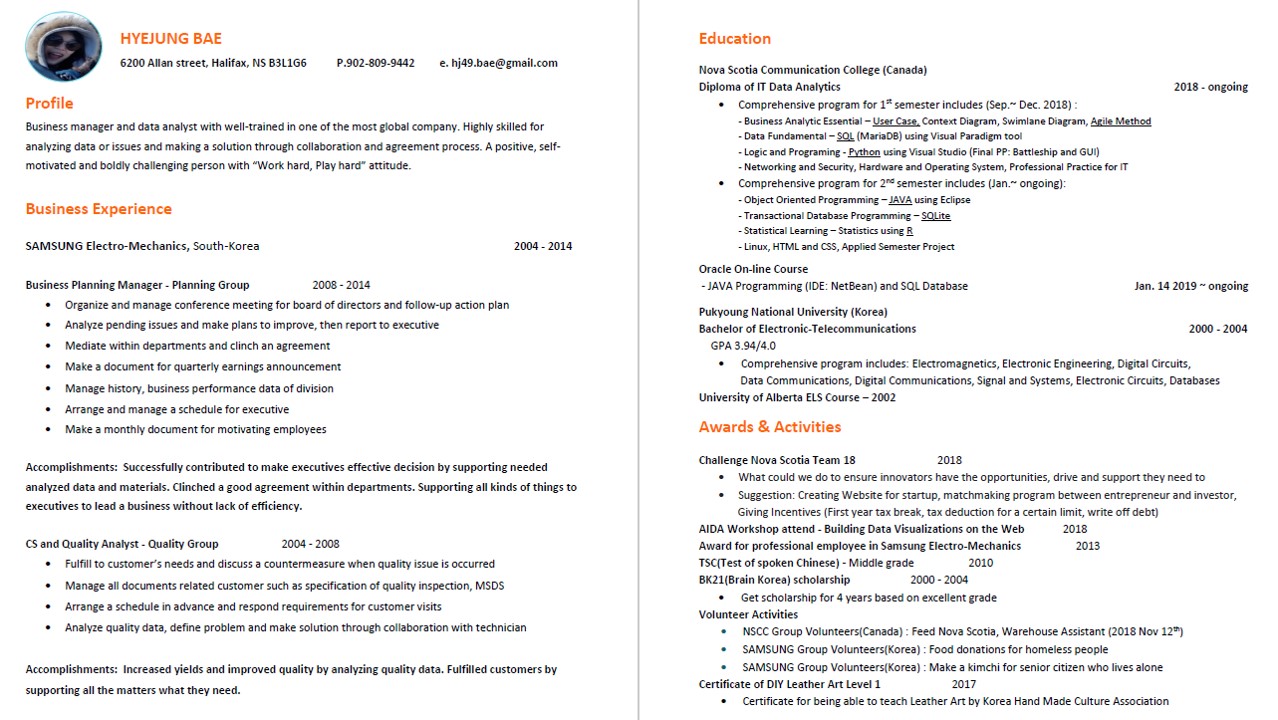 HYEJUNG BAE
6200 Allan street, Halifax, NS B3L1G6 P.902-809-9442 e. hj49.bae@gmail.com
Profile
Business manager and data analyst with well-trained in one of the most global company. Highly skilled for
analyzing data or issues and making a solution through collaboration and agreement process. A positive, self-
motivated and boldly challenging person with “Work hard, Play hard” attitude.
Business Experience
SAMSUNG Electro-Mechanics, South-Korea 2004 - 2014
Business Planning Manager - Planning Group 2008 - 2014
• Organize and manage conference meeting for board of directors and follow-up action plan
• Analyze pending issues and make plans to improve, then report to executive
• Mediate within departments and clinch an agreement
• Make a document for quarterly earnings announcement
• Manage history, business performance data of division
• Arrange and manage a schedule for executive
• Make a monthly document for motivating employees
Accomplishments: Successfully contributed to make executives effective decision by supporting needed
analyzed data and materials. Clinched a good agreement within departments. Supporting all kinds of things to
executives to lead a business without lack of efficiency.
CS and Quality Analyst - Quality Group 2004 - 2008
• Fulfill to customer’s needs and discuss a countermeasure when quality issue is occurred
• Manage all documents related customer such as specification of quality inspection, MSDS
• Arrange a schedule in advance and respond requirements for customer visits
• Analyze quality data, define problem and make solution through collaboration with technician
Accomplishments: Increased yields and improved quality by analyzing quality data. Fulfilled customers by
supporting all the matters what they need.
Education
Nova Scotia Communication College (Canada)
Diploma of IT Data Analytics 2018 - ongoing
• Comprehensive program for 1st semester includes (Sep.~ Dec. 2018) :
- Business Analytic Essential – User Case, Context Diagram, Swimlane Diagram, Agile Method
- Data Fundamental – SQL (MariaDB) using Visual Paradigm tool
- Logic and Programing - Python using Visual Studio (Final PP: Battleship and GUI)
- Networking and Security, Hardware and Operating System, Professional Practice for IT
• Comprehensive program for 2nd semester includes (Jan.~ ongoing):
- Object Oriented Programming – JAVA using Eclipse
- Transactional Database Programming – SQLite
- Statistical Learning – Statistics using R
- Linux, HTML and CSS, Applied Semester Project
Oracle On-line Course
- JAVA Programming (IDE: NetBean) and SQL Database Jan. 14 2019 ~ ongoing
Pukyoung National University (Korea)
Bachelor of Electronic-Telecommunications 2000 - 2004
GPA 3.94/4.0
• Comprehensive program includes: Electromagnetics, Electronic Engineering, Digital Circuits,
Data Communications, Digital Communications, Signal and Systems, Electronic Circuits, Databases
University of Alberta ELS Course – 2002
Awards & Activities
Challenge Nova Scotia Team 18 2018
• What could we do to ensure innovators have the opportunities, drive and support they need to
• Suggestion: Creating Website for startup, matchmaking program between entrepreneur and investor,
Giving Incentives (First year tax break, tax deduction for a certain limit, write off debt)
AIDA Workshop attend - Building Data Visualizations on the Web 2018
Award for professional employee in Samsung Electro-Mechanics 2013
TSC(Test of spoken Chinese) - Middle grade 2010
BK21(Brain Korea) scholarship 2000 - 2004
• Get scholarship for 4 years based on excellent grade
Volunteer Activities
• NSCC Group Volunteers(Canada) : Feed Nova Scotia, Warehouse Assistant (2018 Nov 12th)
• SAMSUNG Group Volunteers(Korea) : Food donations for homeless people
• SAMSUNG Group Volunteers(Korea) : Make a kimchi for senior citizen who lives alone
Certificate of DIY Leather Art Level 1 2017
• Certificate for being able to teach Leather Art by Korea Hand Made Culture Association